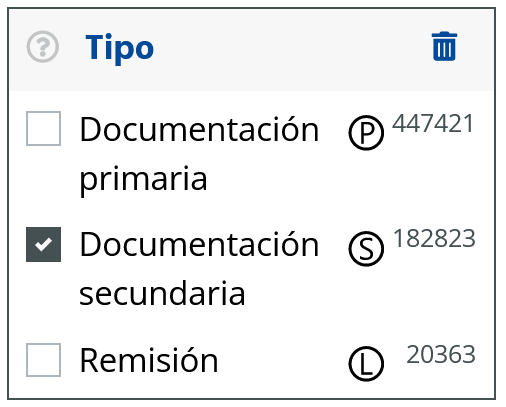 ? Tipo
Documentación Ⓟ 447421
primaria
Documentación Ⓢ 182823
secundaria
Remisión Ⓛ 20363